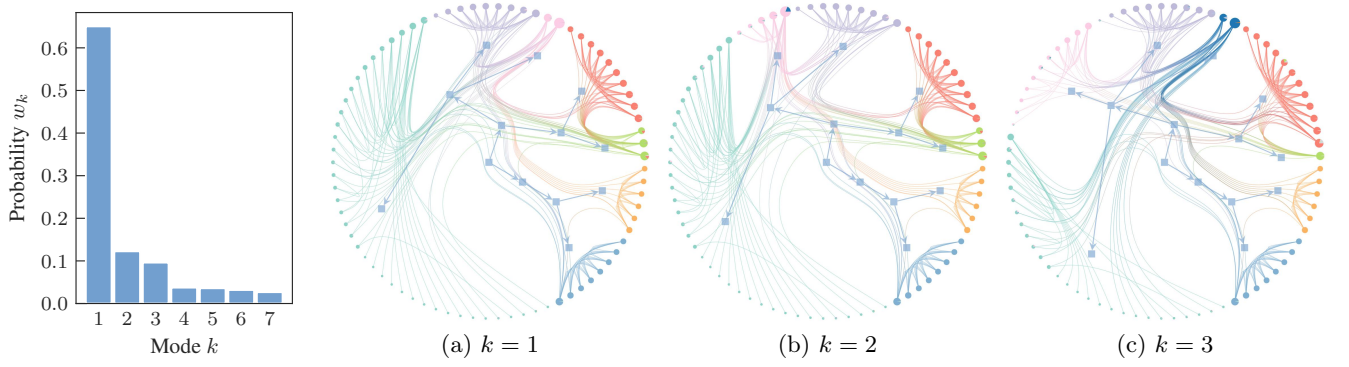 Probability w_k
0.6
0.5
0.4
0.3
0.2
0.1
0.0
1 2 3 4 5 6 7
Mode k
(a) k = 1
(b) k = 2
(c) k = 3